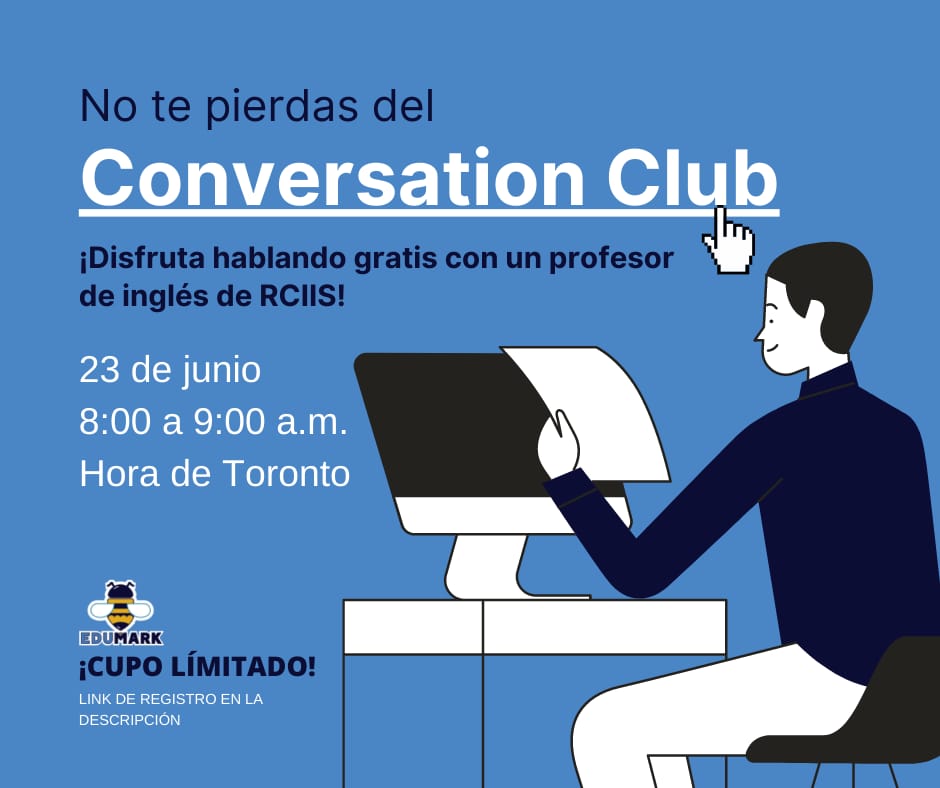 No te pierdas del
Conversation Club
¡Disfruta hablando gratis con un profesor
de inglés de RCIIS!
23 de junio
8:00 a 9:00 a.m.
Hora de Toronto
EDUMARK
¡CUPO LÍMITADO!
LINK DE REGISTRO EN LA
DESCRIPCIÓN